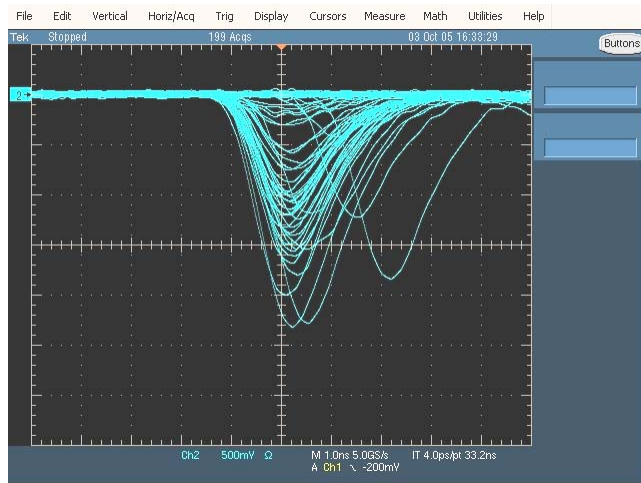 File Edit Vertical Horiz/Acq Trig Display Cursors Measure Math Utilities Help
Tek Stopped 199 Acqs 03 Oct 05 16:33:29
Buttons
2
Ch2 500mV Ω M 1.0ns 5.0GS/s IT 4.0ps/pt 33.2ns
A Ch1 \ -200mV